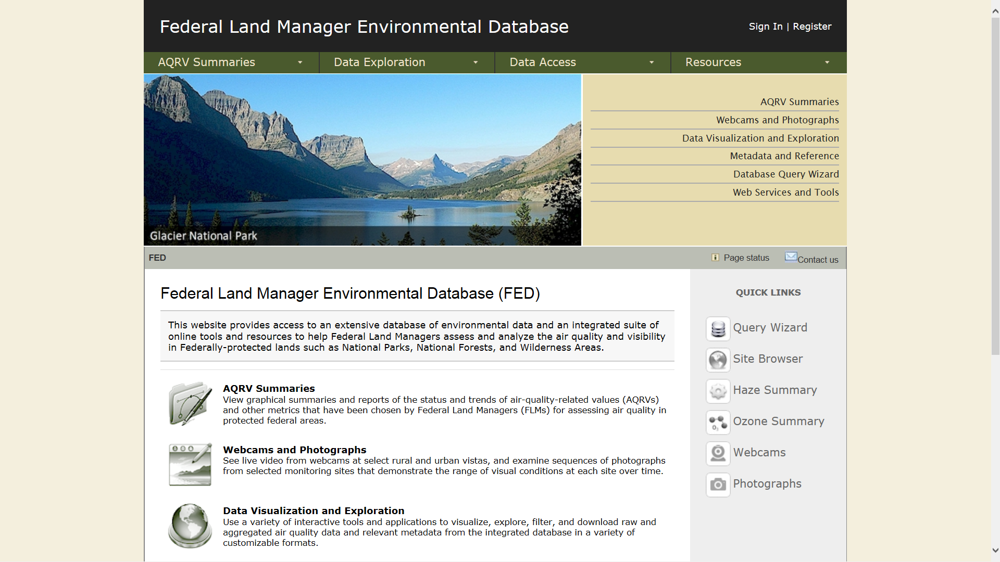 Federal Land Manager Environmental Database
Sign In | Register
AQRV Summaries
Data Exploration
Data Access
Resources
AQRV Summaries
Webcams and Photographs
Data Visualization and Exploration
Metadata and Reference
Database Query Wizard
Web Services and Tools
Glacier National Park
FED
Page status
Contact us
Federal Land Manager Environmental Database (FED)
This website provides access to an extensive database of environmental data and an integrated suite of
online tools and resources to help Federal Land Managers assess and analyze the air quality and visibility
in Federally-protected lands such as National Parks, National Forests, and Wilderness Areas.
AQRV Summaries
View graphical summaries and reports of the status and trends of air-quality-related values (AQRVs)
and other metrics that have been chosen by Federal Land Managers (FLMs) for assessing air quality in
protected federal areas.
Webcams and Photographs
See live video from webcams at select rural and urban vistas, and examine sequences of photographs
from selected monitoring sites that demonstrate the range of visual conditions at each site over time.
Data Visualization and Exploration
Use a variety of interactive tools and applications to visualize, explore, filter, and download raw and
aggregated air quality data and relevant metadata from the integrated database in a variety of
customizable formats.
QUICK LINKS
Query Wizard
Site Browser
Haze Summary
O3
Ozone Summary
Webcams
Photographs